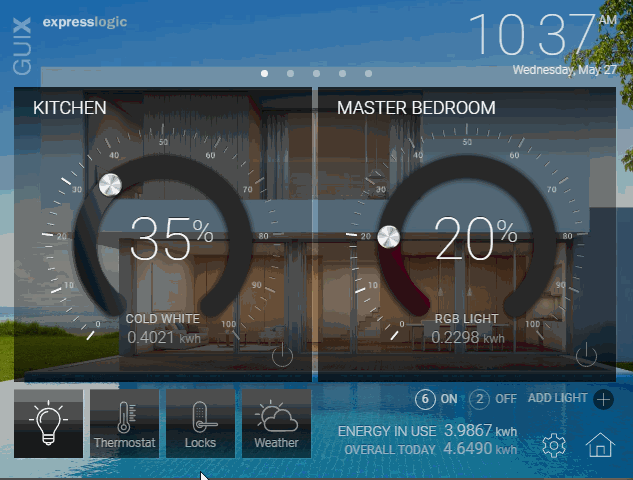 GUIX
expresslogic
10:37 AM
Wednesday, May 27
KITCHEN
0 10 20 30 40 50 60 70 80 90 100
35%
COLD WHITE
0.4021 kwh
MASTER BEDROOM
0 10 20 30 40 50 60 70 80 90 100
20%
RGB LIGHT
0.2298 kwh
Thermostat
Locks
Weather
6 ON 2 OFF ADD LIGHT +
ENERGY IN USE 3.9867 kwh
OVERALL TODAY 4.6490 kwh